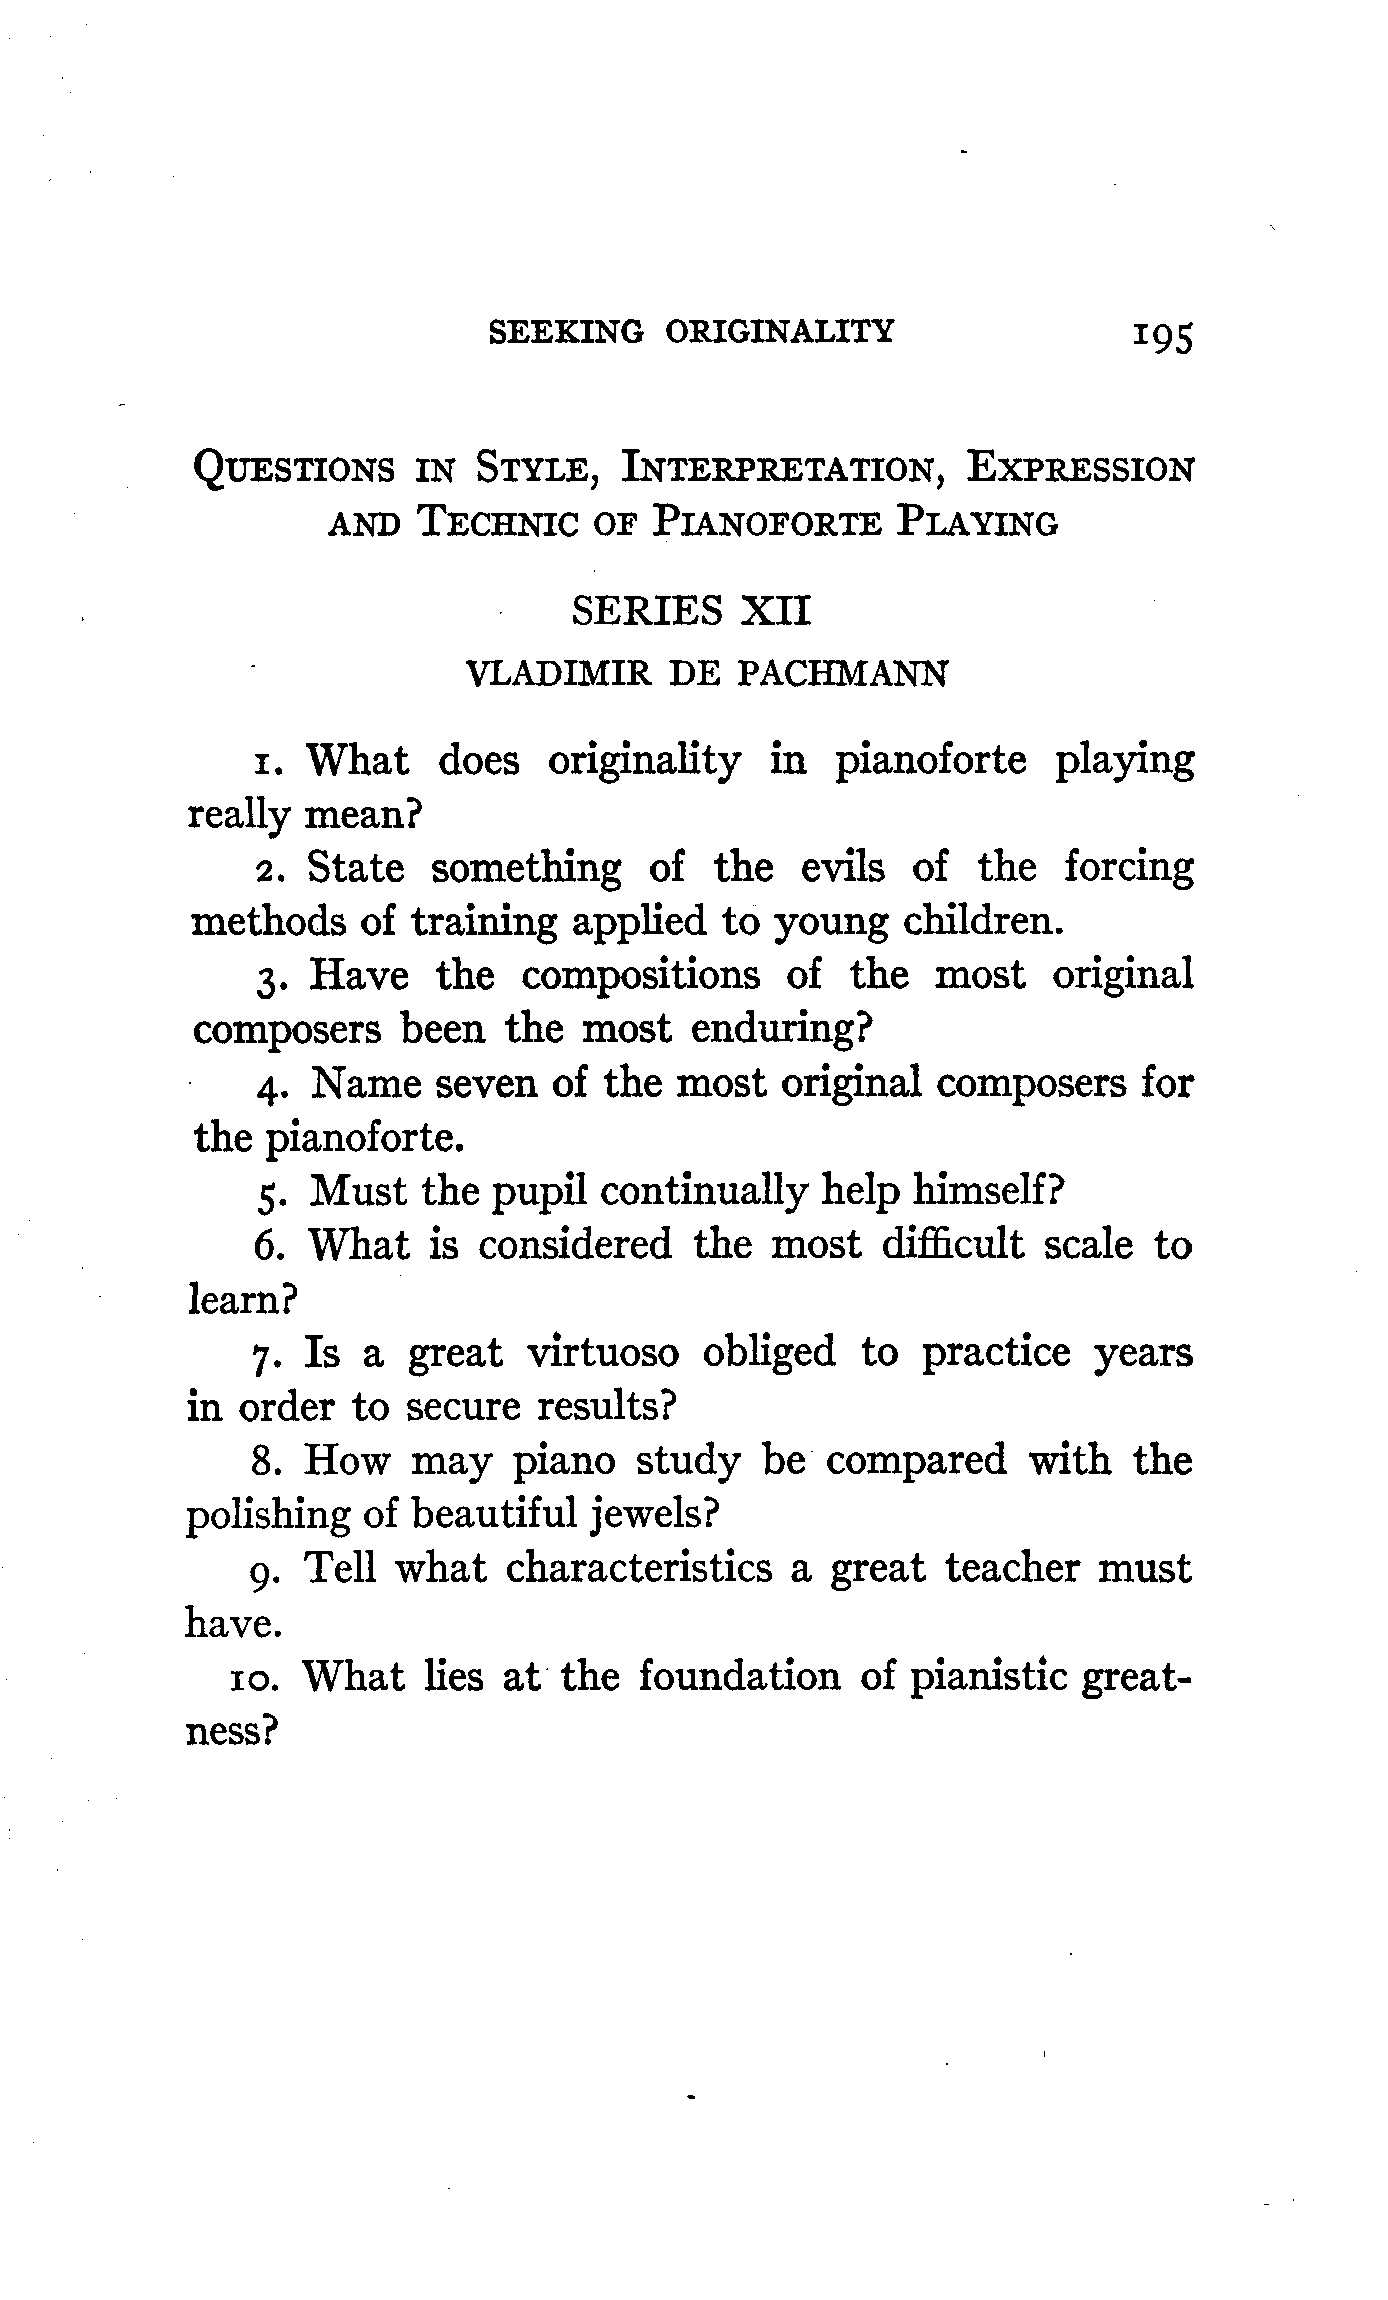 SEEKING ORIGINALITY 195
QUESTIONS IN STYLE, INTERPRETATION, EXPRESSION
AND TECHNIC OF PIANOFORTE PLAYING
SERIES XII
VLADIMIR DE PACHMANN
1. What does originality in pianoforte playing
really mean?
2. State something of the evils of the forcing
methods of training applied to young children.
3. Have the compositions of the most original
composers been the most enduring?
4. Name seven of the most original composers for
the pianoforte.
5. Must the pupil continually help himself?
6. What is considered the most difficult scale to
learn?
7. Is a great virtuoso obliged to practice years
in order to secure results?
8. How may piano study be compared with the
polishing of beautiful jewels?
9. Tell what characteristics a great teacher must
have.
10. What lies at the foundation of pianistic great-
ness?